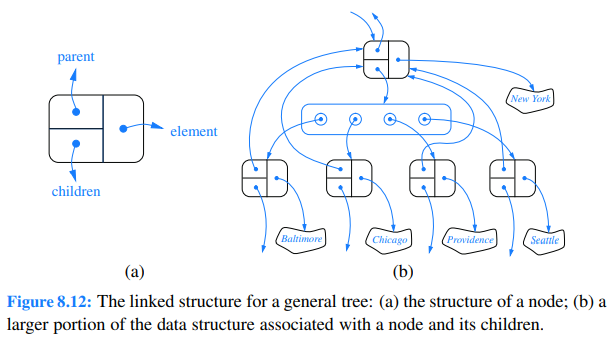 parent
element
children
New York
Baltimore
Chicago
Providence
Seattle
(a)
(b)
Figure 8.12: The linked structure for a general tree: (a) the structure of a node; (b) a
larger portion of the data structure associated with a node and its children.